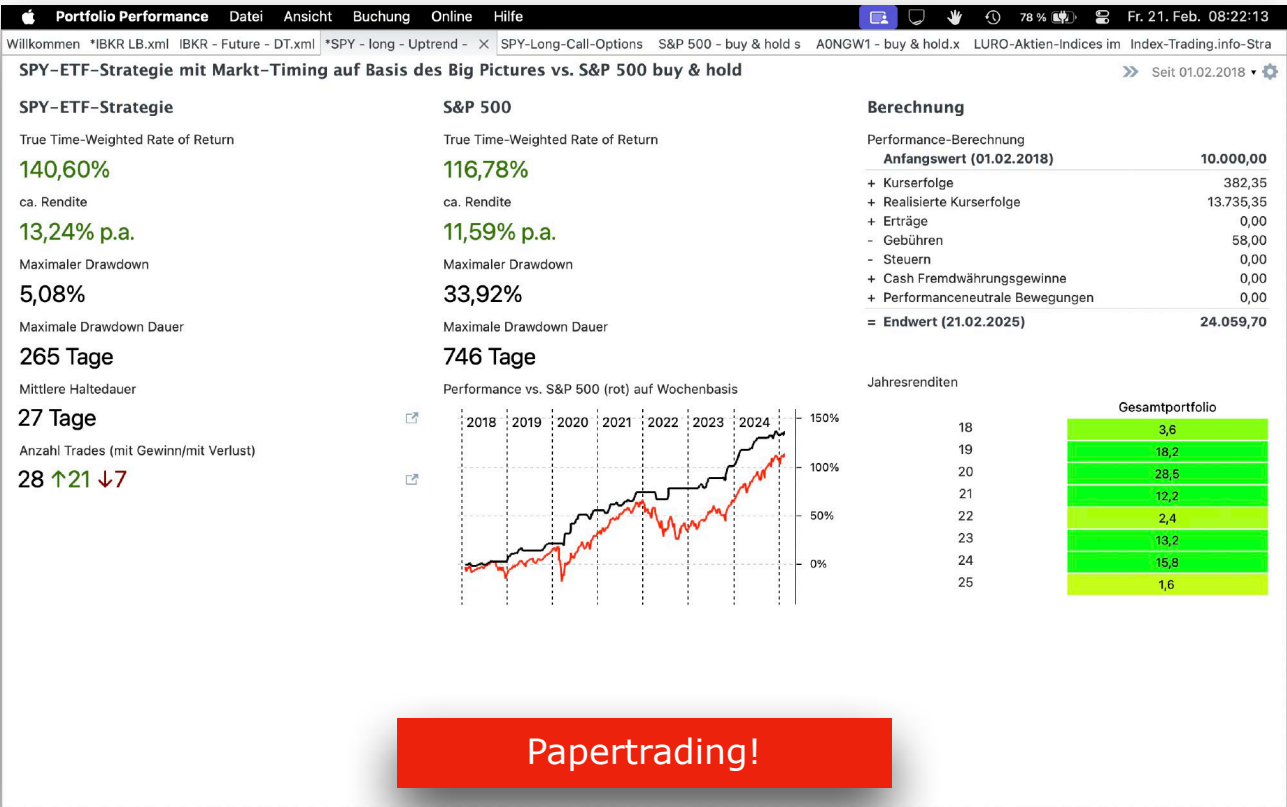 Portfolio Performance Datei Ansicht Buchung Online Hilfe 78 % Fr. 21. Feb. 08:22:13
Willkommen *IBKR LB.xml IBKR - Future - DT.xml *SPY - long - Uptrend - SPY-Long-Call-Options S&P 500 - buy & hold s A0NGW1 - buy & hold.x LURO-Aktien-Indices im Index-Trading.info-Stra
SPY-ETF-Strategie mit Markt-Timing auf Basis des Big Pictures vs. S&P 500 buy & hold
Seit 01.02.2018
SPY-ETF-Strategie
True Time-Weighted Rate of Return
140,60%
ca. Rendite
13,24% p.a.
Maximaler Drawdown
5,08%
Maximale Drawdown Dauer
265 Tage
Mittlere Haltedauer
27 Tage
Anzahl Trades (mit Gewinn/mit Verlust)
28 ↑21 ↓7
S&P 500
True Time-Weighted Rate of Return
116,78%
ca. Rendite
11,59% p.a.
Maximaler Drawdown
33,92%
Maximale Drawdown Dauer
746 Tage
Performance vs. S&P 500 (rot) auf Wochenbasis
2018 2019 2020 2021 2022 2023 2024
150%
100%
50%
0%
Berechnung
Performance-Berechnung
Anfangswert (01.02.2018) 10.000,00
+ Kurserfolge 382,35
+ Realisierte Kurserfolge 13.735,35
+ Erträge 0,00
- Gebühren 58,00
- Steuern 0,00
+ Cash Fremdwährungsgewinne 0,00
+ Performanceneutrale Bewegungen 0,00
= Endwert (21.02.2025) 24.059,70
Jahresrenditen
Gesamtportfolio
18 3,6
19 18,2
20 28,5
21 12,2
22 2,4
23 13,2
24 15,8
25 1,6
Papertrading!